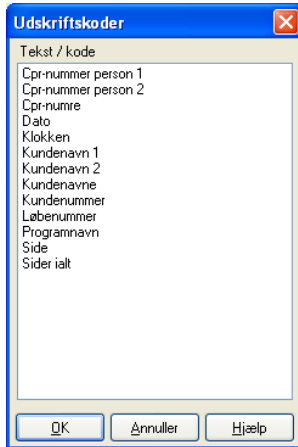 Udskriftskoder
Tekst / kode
Cpr-nummer person 1
Cpr-nummer person 2
Cpr-numre
Dato
Klokken
Kundenavn 1
Kundenavn 2
Kundenavne
Kundenummer
Løbenummer
Programnavn
Side
Sider ialt
OK Annuller Hjælp